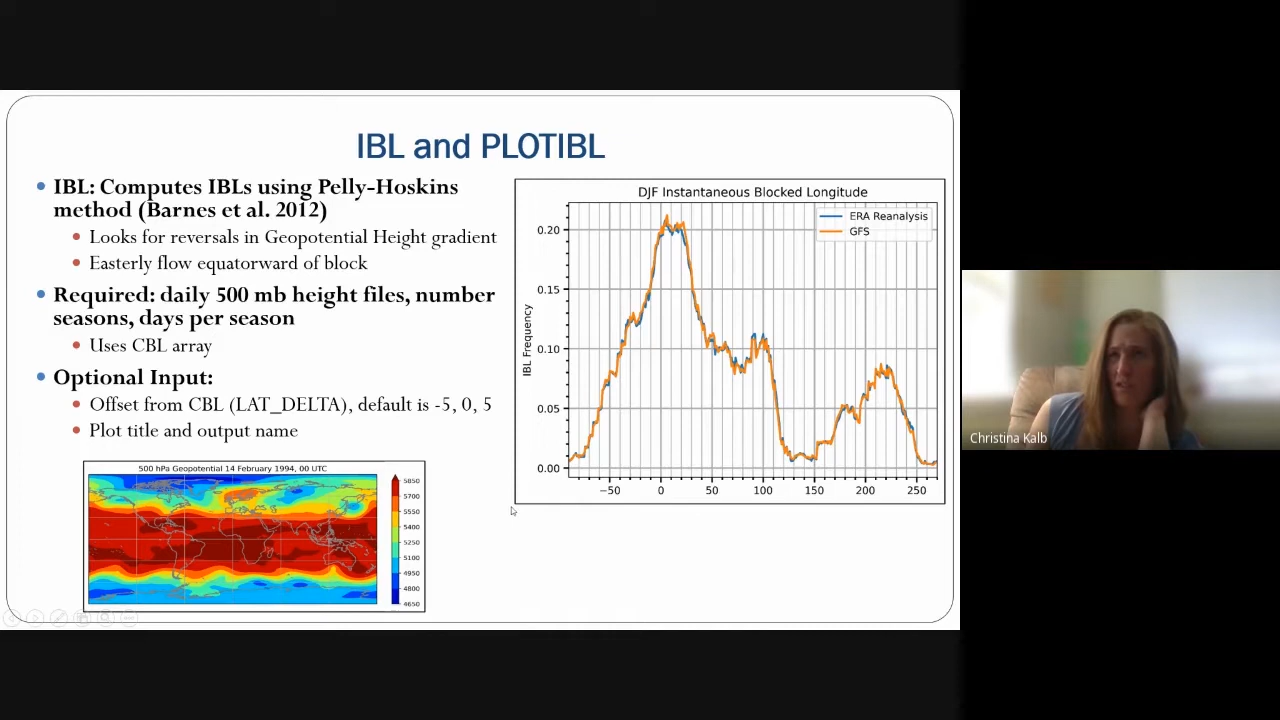 IBL and PLOTIBL
IBL: Computes IBLs using Pelly-Hoskins
method (Barnes et al. 2012)
Looks for reversals in Geopotential Height gradient
Easterly flow equatorward of block
Required: daily 500 mb height files, number
seasons, days per season
Uses CBL array
Optional Input:
Offset from CBL (LAT_DELTA), default is -5, 0, 5
Plot title and output name
500 hPa Geopotential 14 February 1994, 00 UTC
5850
5700
5550
5400
5250
5100
4950
4800
4650
DJF Instantaneous Blocked Longitude
ERA Reanalysis
GFS
IBL Frequency
0.20
0.15
0.10
0.05
0.00
−50 0 50 100 150 200 250
Christina Kalb